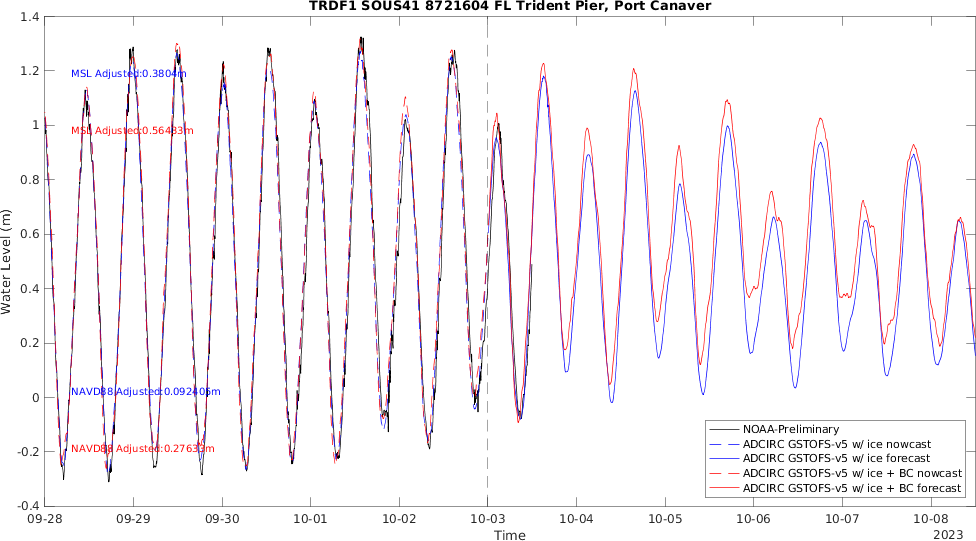 TRDF1 SOUS41 8721604 FL Trident Pier, Port Canaver
1.4
1.2
1
0.8
0.6
0.4
0.2
0
-0.2
-0.4
Water Level (m)
MSL Adjusted:0.3804m
MSL Adjusted:0.56433m
NAVD88 Adjusted:0.092405m
NAVD88 Adjusted:0.27633m
NOAA-Preliminary
ADCIRC GSTOFS-v5 w/ ice nowcast
ADCIRC GSTOFS-v5 w/ ice forecast
ADCIRC GSTOFS-v5 w/ ice + BC nowcast
ADCIRC GSTOFS-v5 w/ ice + BC forecast
09-28 09-29 09-30 10-01 10-02 10-03 10-04 10-05 10-06 10-07 10-08
Time
2023